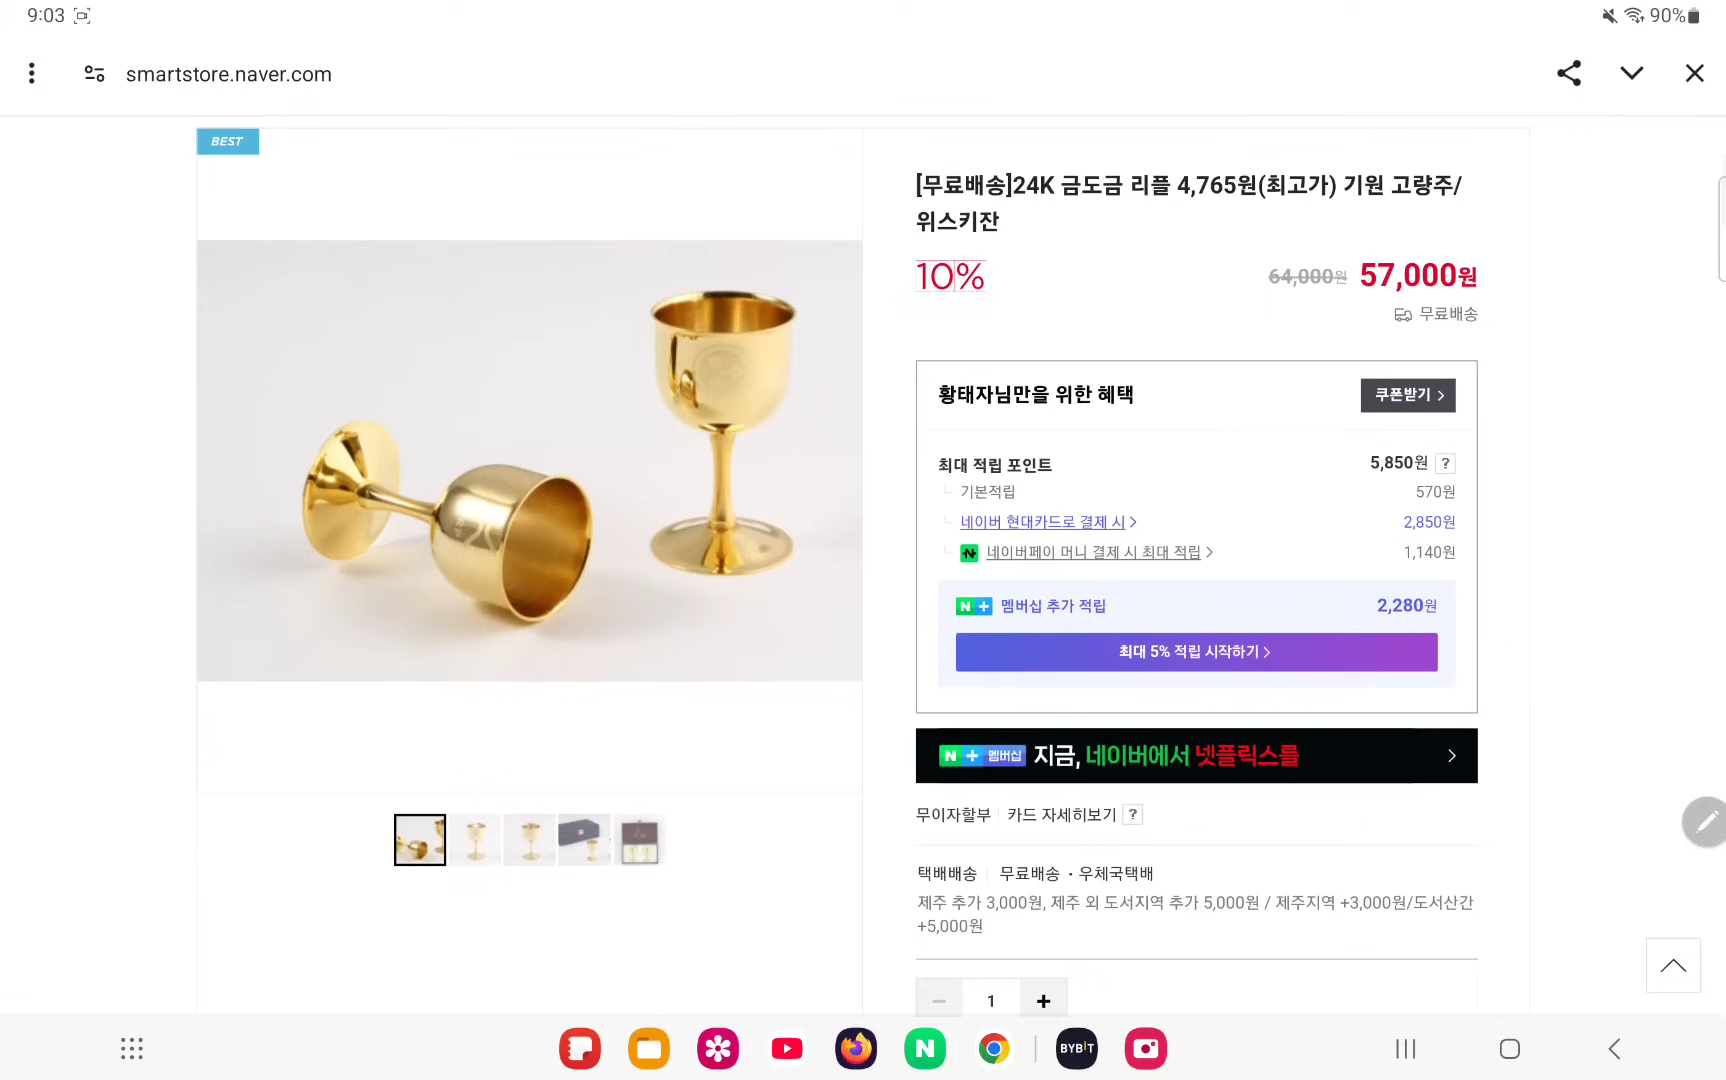 9:03
90%
smartstore.naver.com
BEST
[무료배송]24K 금도금 리플 4,765원(최고가) 기원 고량주/
위스키잔
10%
64,000원 57,000원
무료배송
황태자님만을 위한 혜택
쿠폰받기
최대 적립 포인트
5,850원 ?
기본적립
570원
네이버 현대카드로 결제 시
2,850원
네이버페이 머니 결제 시 최대 적립
1,140원
N + 멤버십 추가 적립
2,280원
최대 5% 적립 시작하기
N + 멤버십 지금, 네이버에서 넷플릭스를
무이자할부 카드 자세히보기 ?
택배배송 무료배송 · 우체국택배
제주 추가 3,000원, 제주 외 도서지역 추가 5,000원 / 제주지역 +3,000원/도서산간
+5,000원
1
N
BYBIT